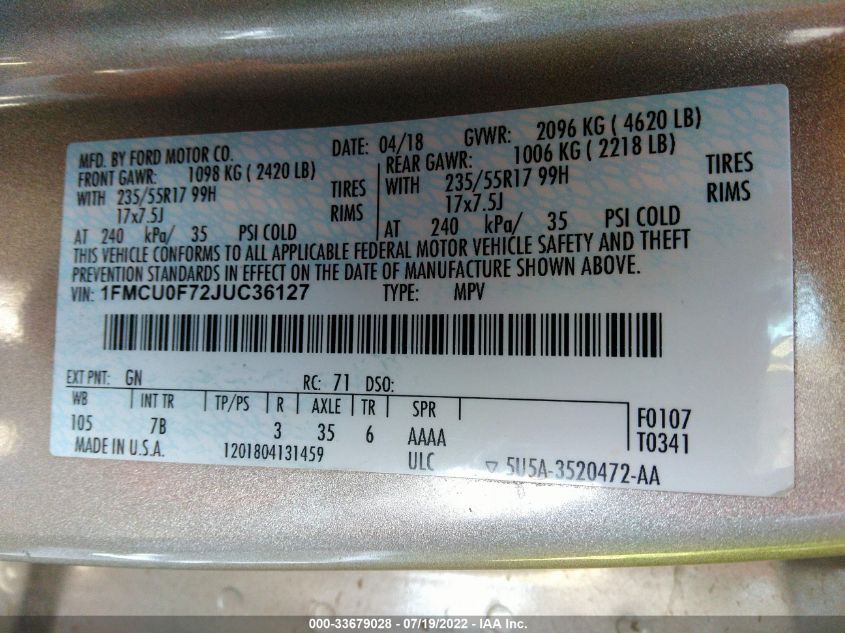 MFD. BY FORD MOTOR CO. DATE: 04/18 GVWR: 2096 KG ( 4620 LB)
FRONT GAWR: 1098 KG ( 2420 LB) REAR GAWR: 1006 KG ( 2218 LB)
WITH 235/55R17 99H TIRES WITH 235/55R17 99H TIRES
17x7.5J RIMS 17x7.5J RIMS
AT 240 kPa/ 35 PSI COLD AT 240 kPa/ 35 PSI COLD
THIS VEHICLE CONFORMS TO ALL APPLICABLE FEDERAL MOTOR VEHICLE SAFETY AND THEFT
PREVENTION STANDARDS IN EFFECT ON THE DATE OF MANUFACTURE SHOWN ABOVE.
VIN: 1FMCU0F72JUC36127 TYPE: MPV
EXT PNT: GN RC: 71 DSO:
WB INT TR TP/PS R AXLE TR SPR
105 7B 3 35 6 AAAA F0107
MADE IN U.S.A. 1201804131459 ULC T0341
▽ 5U5A-3520472-AA
000-33679028 - 07/19/2022 - IAA Inc.